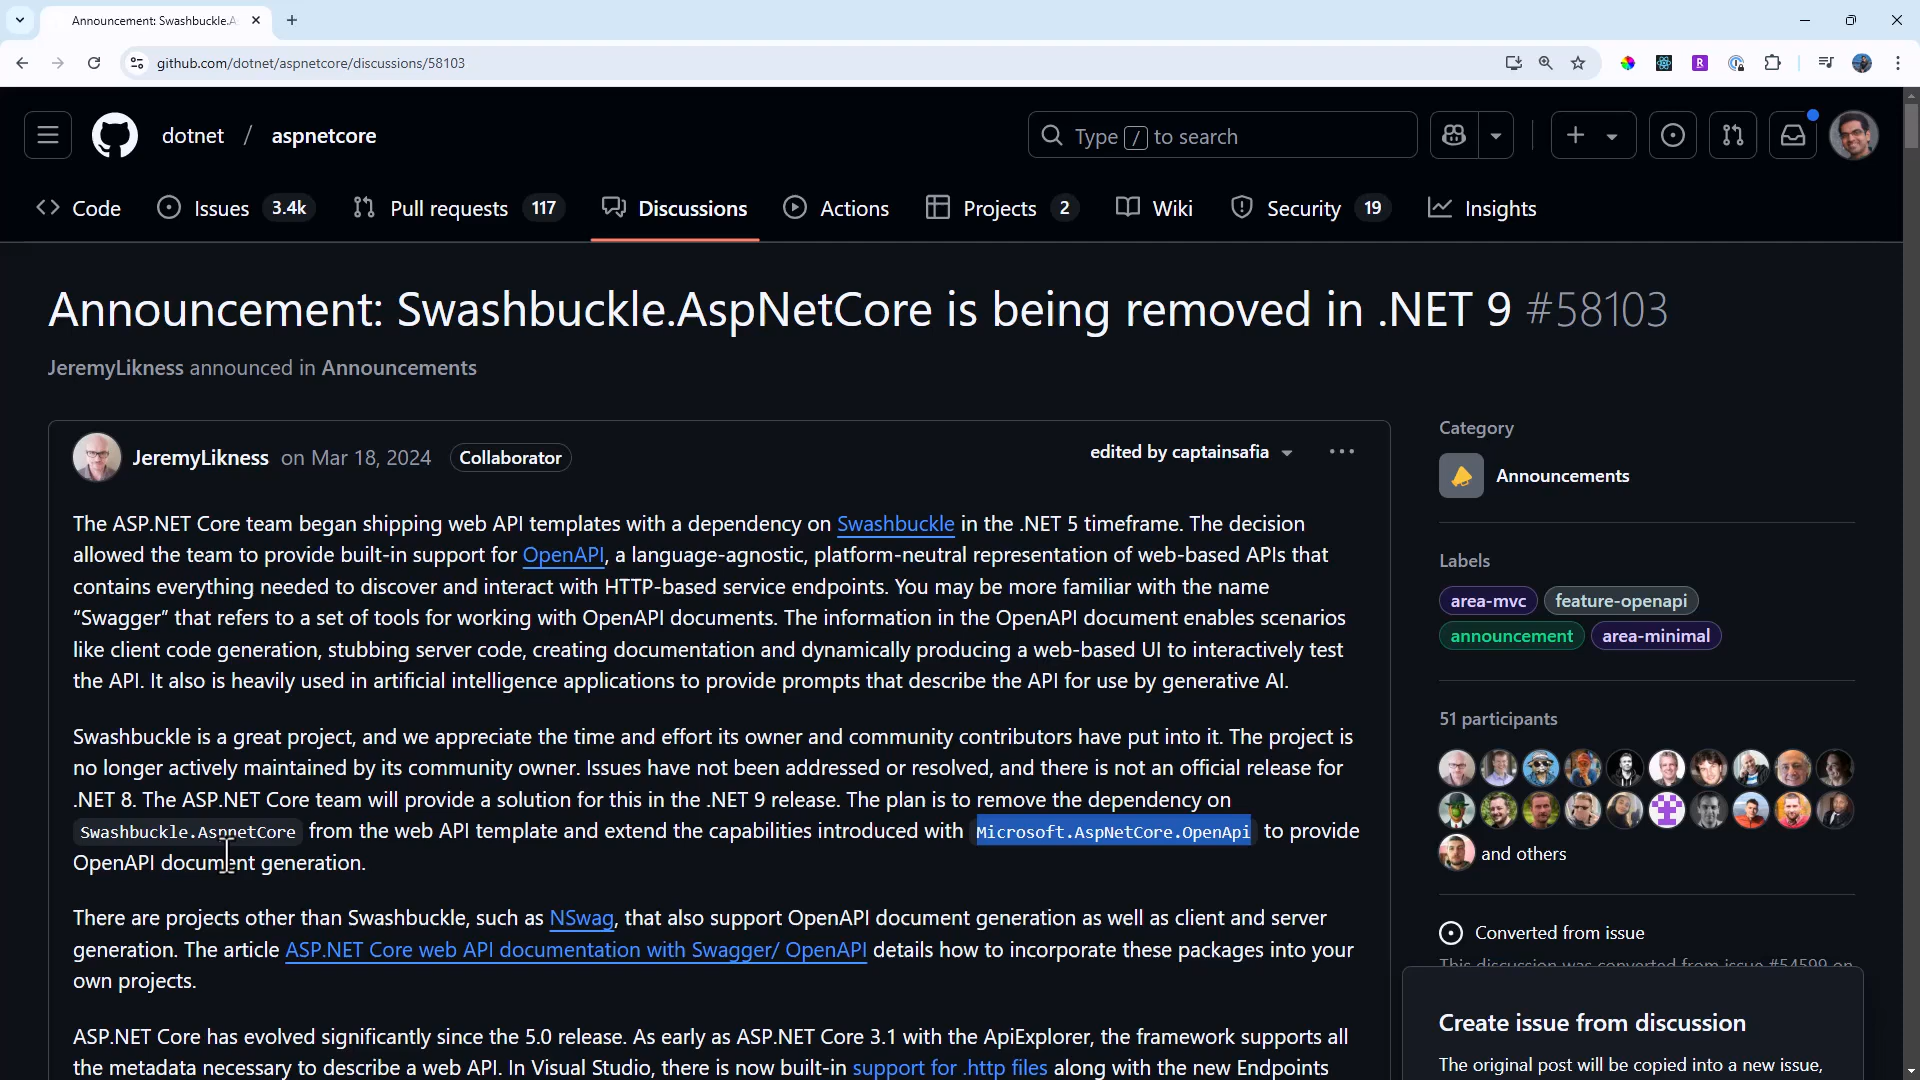 Announcement: Swashbuckle.A
github.com/dotnet/aspnetcore/discussions/58103
dotnet / aspnetcore
Type / to search
Code
Issues 3.4k
Pull requests 117
Discussions
Actions
Projects 2
Wiki
Security 19
Insights
Announcement: Swashbuckle.AspNetCore is being removed in .NET 9 #58103
JeremyLikness announced in Announcements
JeremyLikness on Mar 18, 2024 Collaborator
edited by captainsafia
The ASP.NET Core team began shipping web API templates with a dependency on Swashbuckle in the .NET 5 timeframe. The decision
allowed the team to provide built-in support for OpenAPI, a language-agnostic, platform-neutral representation of web-based APIs that
contains everything needed to discover and interact with HTTP-based service endpoints. You may be more familiar with the name
“Swagger” that refers to a set of tools for working with OpenAPI documents. The information in the OpenAPI document enables scenarios
like client code generation, stubbing server code, creating documentation and dynamically producing a web-based UI to interactively test
the API. It also is heavily used in artificial intelligence applications to provide prompts that describe the API for use by generative AI.
Swashbuckle is a great project, and we appreciate the time and effort its owner and community contributors have put into it. The project is
no longer actively maintained by its community owner. Issues have not been addressed or resolved, and there is not an official release for
.NET 8. The ASP.NET Core team will provide a solution for this in the .NET 9 release. The plan is to remove the dependency on
Swashbuckle.AspnetCore from the web API template and extend the capabilities introduced with Microsoft.AspNetCore.OpenApi to provide
OpenAPI document generation.
There are projects other than Swashbuckle, such as NSwag, that also support OpenAPI document generation as well as client and server
generation. The article ASP.NET Core web API documentation with Swagger/ OpenAPI details how to incorporate these packages into your
own projects.
ASP.NET Core has evolved significantly since the 5.0 release. As early as ASP.NET Core 3.1 with the ApiExplorer, the framework supports all
the metadata necessary to describe a web API. In Visual Studio, there is now built-in support for .http files along with the new Endpoints
Category
Announcements
Labels
area-mvc feature-openapi
announcement area-minimal
51 participants
and others
Converted from issue
This discussion was converted from issue #54599 on
Create issue from discussion
The original post will be copied into a new issue,